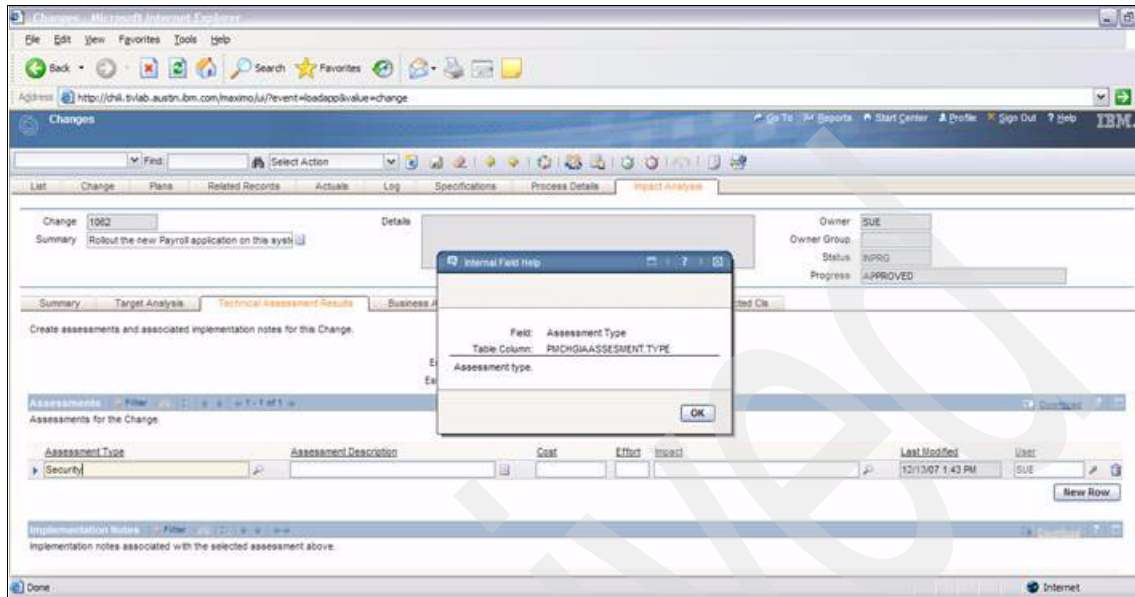 Changes - Microsoft Internet Explorer
File Edit View Favorites Tools Help
Back Search Favorites
Address http://chili.tivlab.austin.ibm.com/maximo/ui/?event=loadapp&value=change
Changes Go To Reports Start Center Profile Sign Out Help IBM.
Find: Select Action
List Change Plans Related Records Actuals Log Specifications Process Details Impact Analysis
Change 1062 Details Owner SUE
Summary Rollout the new Payroll application on this syste Owner Group
Status INPRG
Progress APPROVED
Internal Field Help
Field: Assessment Type
Table Column: PMCHGIAASSESMENT.TYPE
Assessment type.
OK
Summary Target Analysis Technical Assessment Results Business A cted CIs
Create assessments and associated implementation notes for this Change.
Es
Assessments Filter 1 - 1 of 1 Download
Assessments for the Change.
Assessment Type Assessment Description Cost Effort Impact Last Modified User
Security 12/13/07 1:43 PM SUE
New Row
Implementation Notes Filter Download
Implementation notes associated with the selected assessment above.
Done Internet